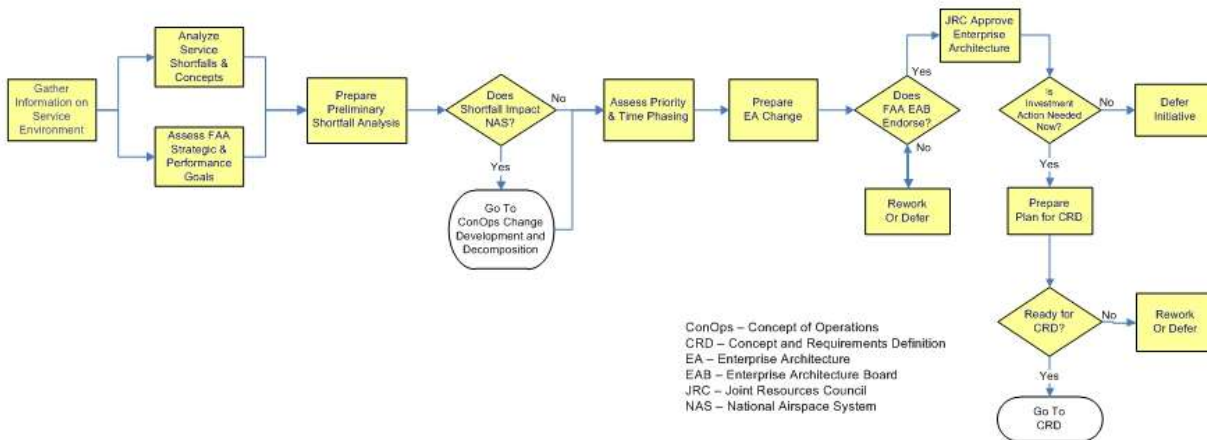 Gather
Information on
Service
Environment
Analyze
Service
Shortfalls &
Concepts
Assess FAA
Strategic &
Performance
Goals
Prepare
Preliminary
Shortfall Analysis
Does
Shortfall Impact
NAS?
No
Yes
Go To
ConOps Change
Development and
Decomposition
Assess Priority
& Time Phasing
Prepare
EA Change
Does
FAA EAB
Endorse?
Yes
No
Rework
Or Defer
JRC Approve
Enterprise
Architecture
Is
Investment
Action Needed
Now?
No
Defer
Initiative
Yes
Prepare
Plan for CRD
Ready for
CRD?
No
Rework
Or Defer
Yes
Go To
CRD
ConOps – Concept of Operations
CRD – Concept and Requirements Definition
EA – Enterprise Architecture
EAB – Enterprise Architecture Board
JRC – Joint Resources Council
NAS – National Airspace System